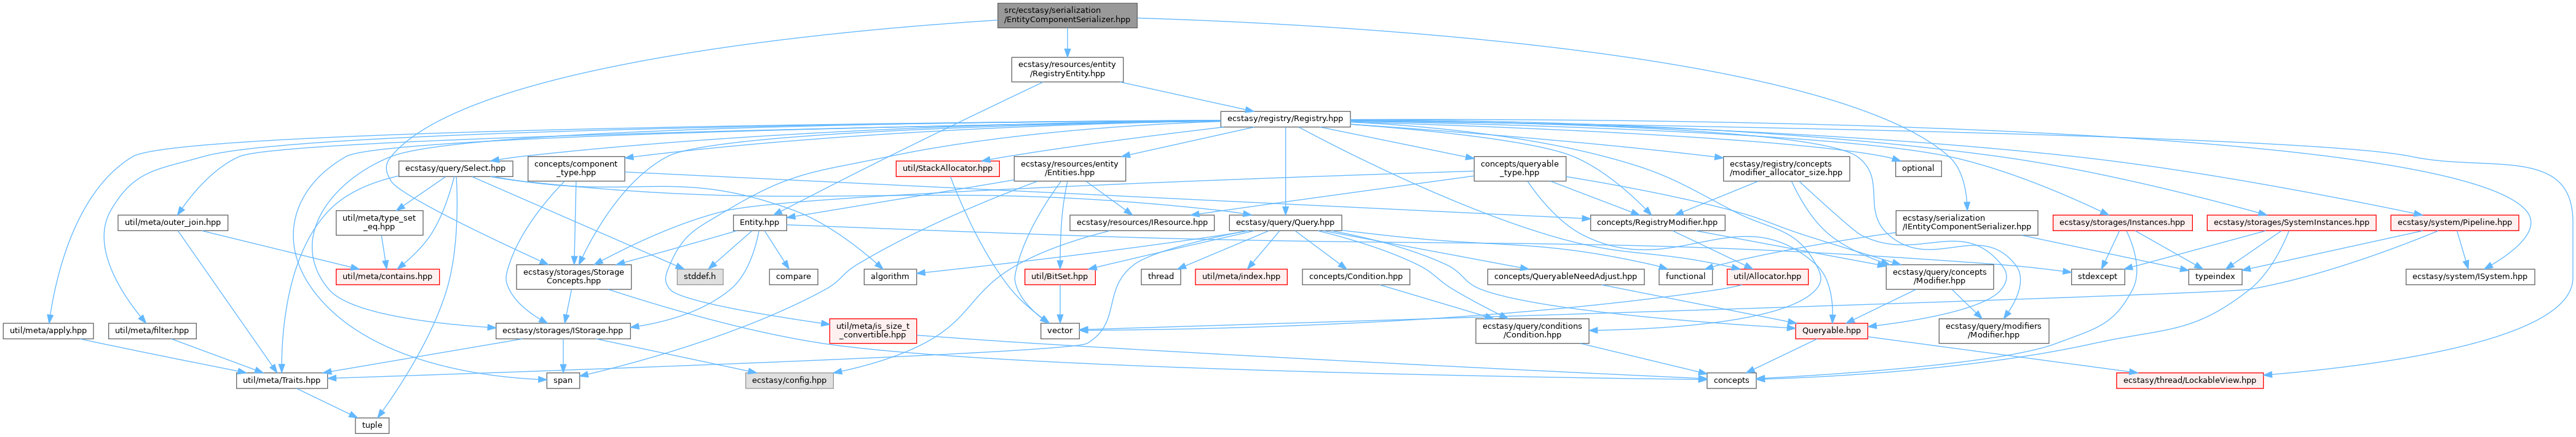 src/ecstasy/serialization
/EntityComponentSerializer.hpp
ecstasy/resources/entity
/RegistryEntity.hpp
ecstasy/registry/Registry.hpp
ecstasy/query/Select.hpp
concepts/component
_type.hpp
util/StackAllocator.hpp
ecstasy/resources/entity
/Entities.hpp
concepts/queryable
_type.hpp
ecstasy/registry/concepts
/modifier_allocator_size.hpp
optional
util/meta/outer_join.hpp
util/meta/type_set
_eq.hpp
Entity.hpp
ecstasy/resources/IResource.hpp
ecstasy/query/Query.hpp
concepts/RegistryModifier.hpp
ecstasy/serialization
/IEntityComponentSerializer.hpp
ecstasy/storages/Instances.hpp
ecstasy/storages/SystemInstances.hpp
ecstasy/system/Pipeline.hpp
util/meta/contains.hpp
ecstasy/storages/Storage
Concepts.hpp
stddef.h
compare
algorithm
util/BitSet.hpp
thread
util/meta/index.hpp
concepts/Condition.hpp
concepts/QueryableNeedAdjust.hpp
functional
util/Allocator.hpp
ecstasy/query/concepts
/Modifier.hpp
stdexcept
typeindex
ecstasy/system/ISystem.hpp
util/meta/apply.hpp
util/meta/filter.hpp
ecstasy/storages/IStorage.hpp
util/meta/is_size_t
_convertible.hpp
vector
ecstasy/query/conditions
/Condition.hpp
Queryable.hpp
ecstasy/query/modifiers
/Modifier.hpp
util/meta/Traits.hpp
span
ecstasy/config.hpp
concepts
ecstasy/thread/LockableView.hpp
tuple